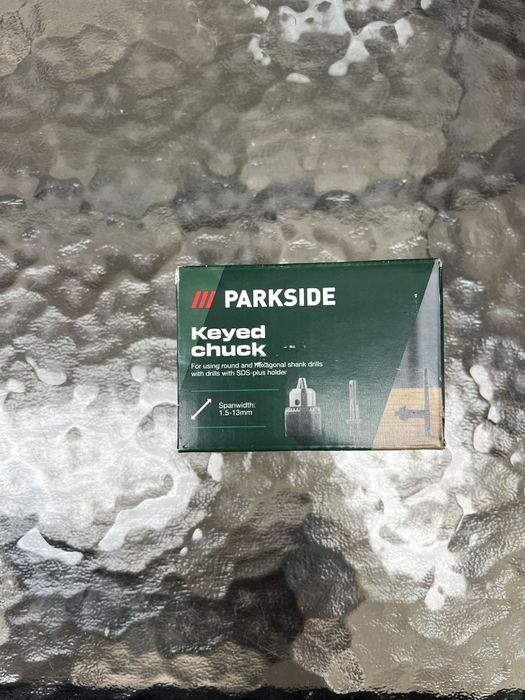 PARKSIDE
Keyed
chuck
For using round and hexagonal shank drills
with drills with SDS-plus holder
Spanwidth:
1.5-13mm